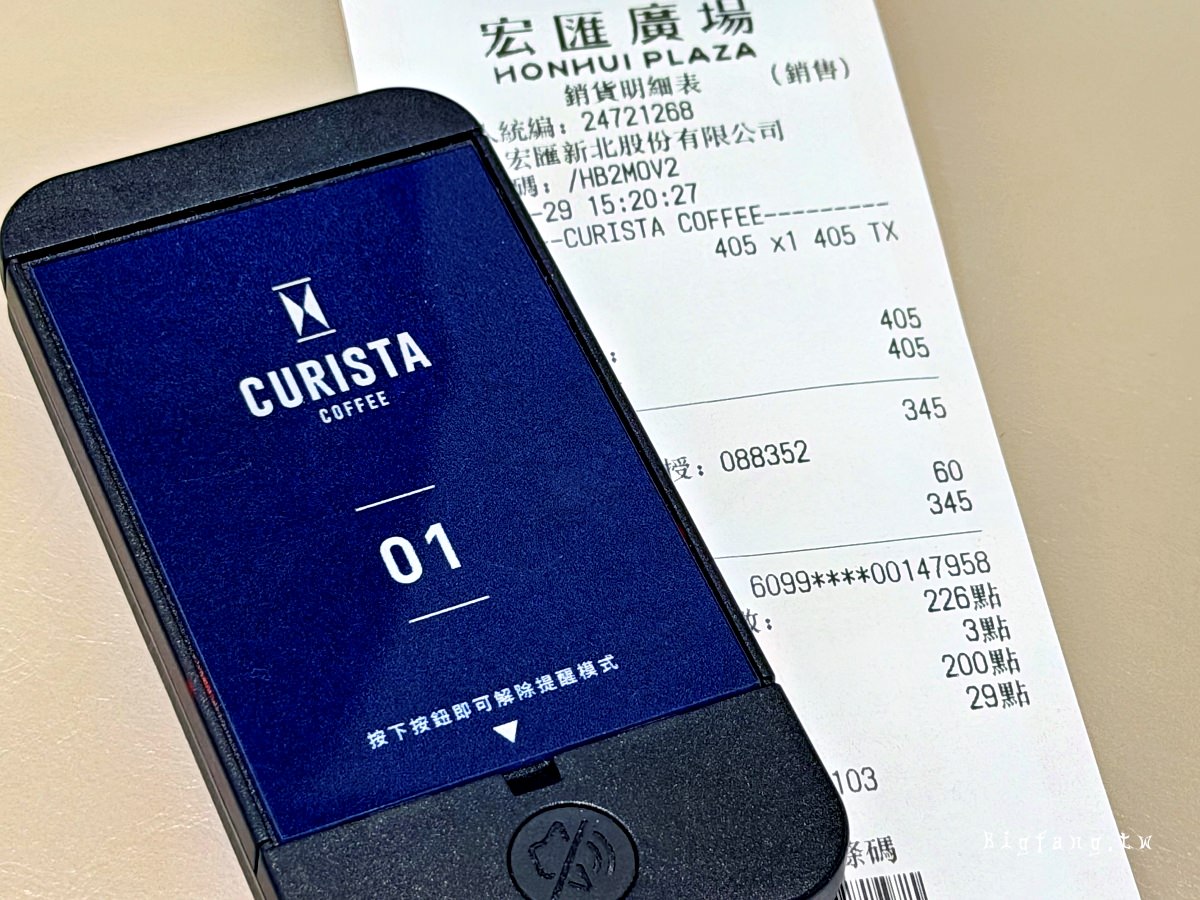 宏匯廣場
HONHUI PLAZA
銷貨明細表 (銷售)
統編: 24721268
宏匯新北股份有限公司
碼: /HB2MOV2
-29 15:20:27
--CURISTA COFFEE---------
405 x1 405 TX
405
405
345
授: 088352
60
345
6099****00147958
226點
3點
200點
29點
103
條碼
CURISTA
COFFEE
01
按下按鈕即可解除提醒模式
Bigfang.tw